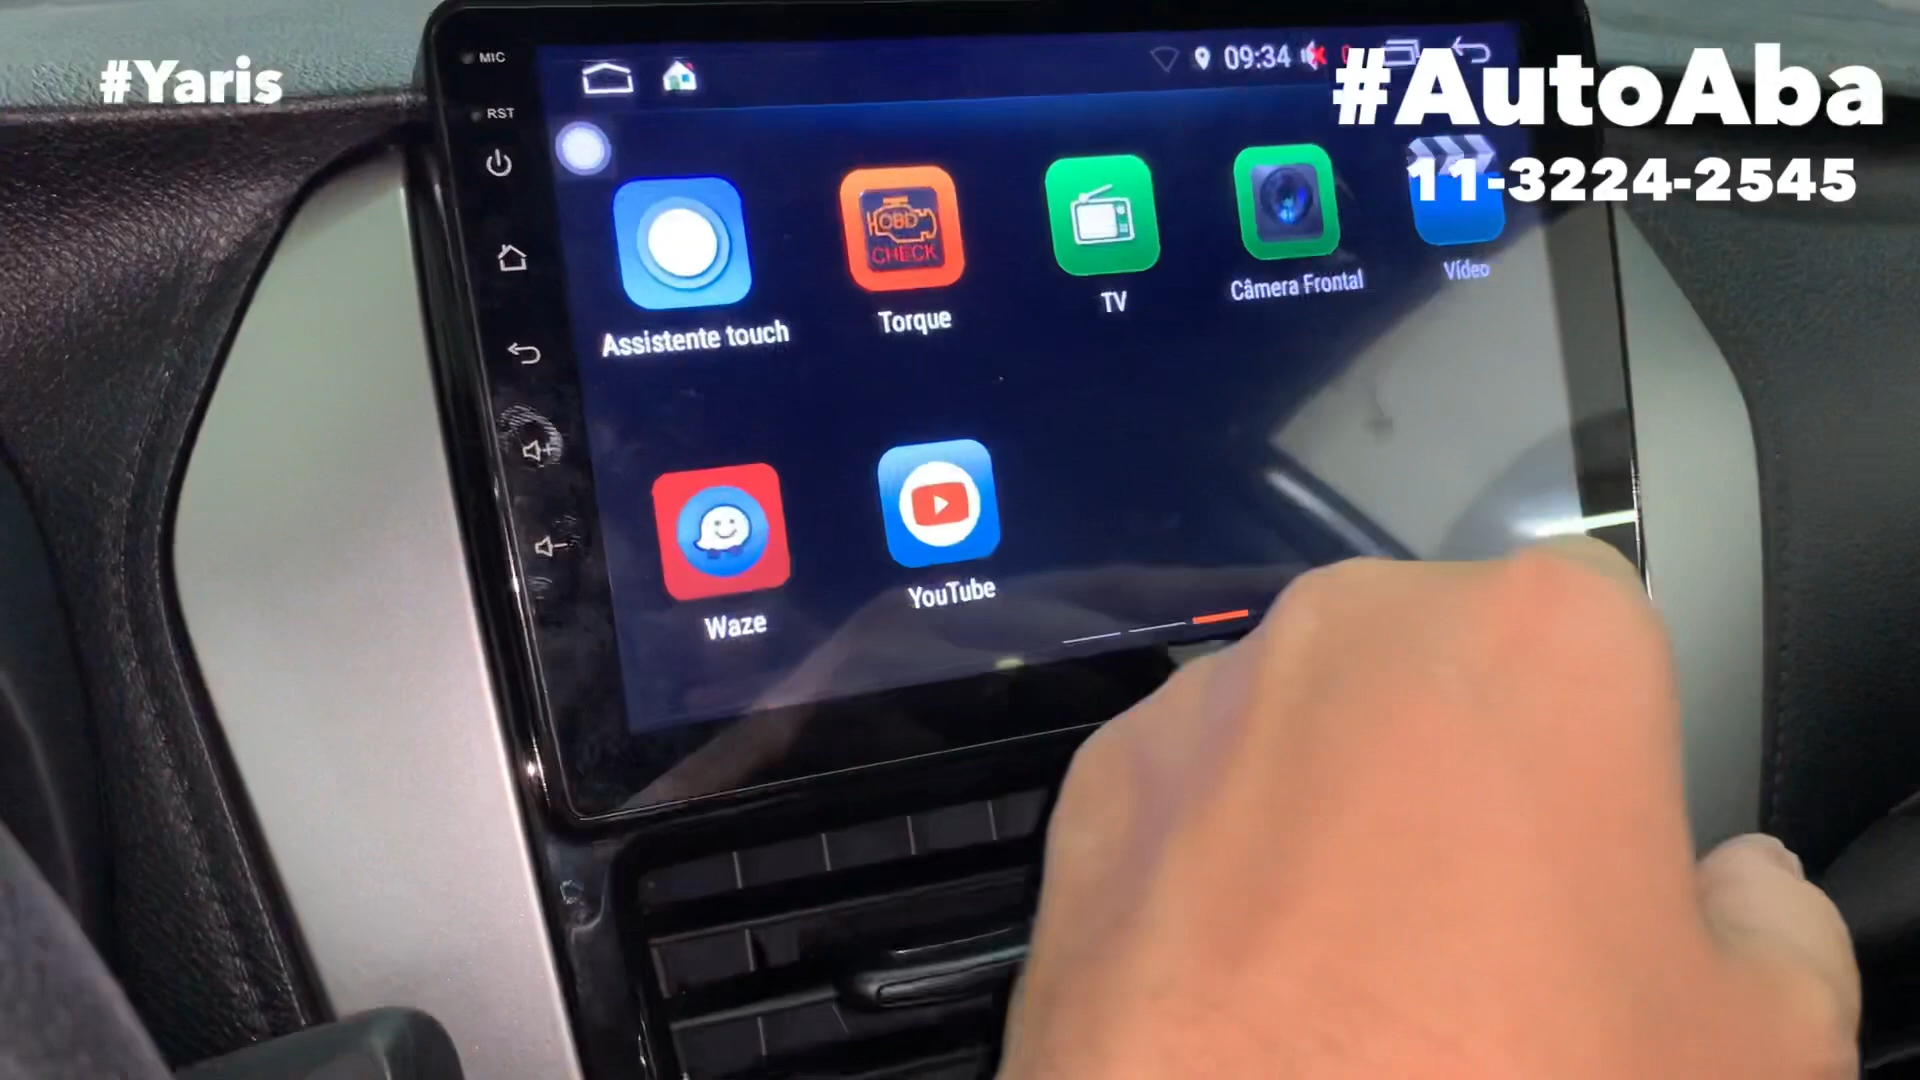 #Yaris
MIC
09:34
#AutoAba
11-3224-2545
RST
OBD
CHECK
Assistente touch
Torque
TV
Câmera Frontal
Vídeo
Waze
YouTube